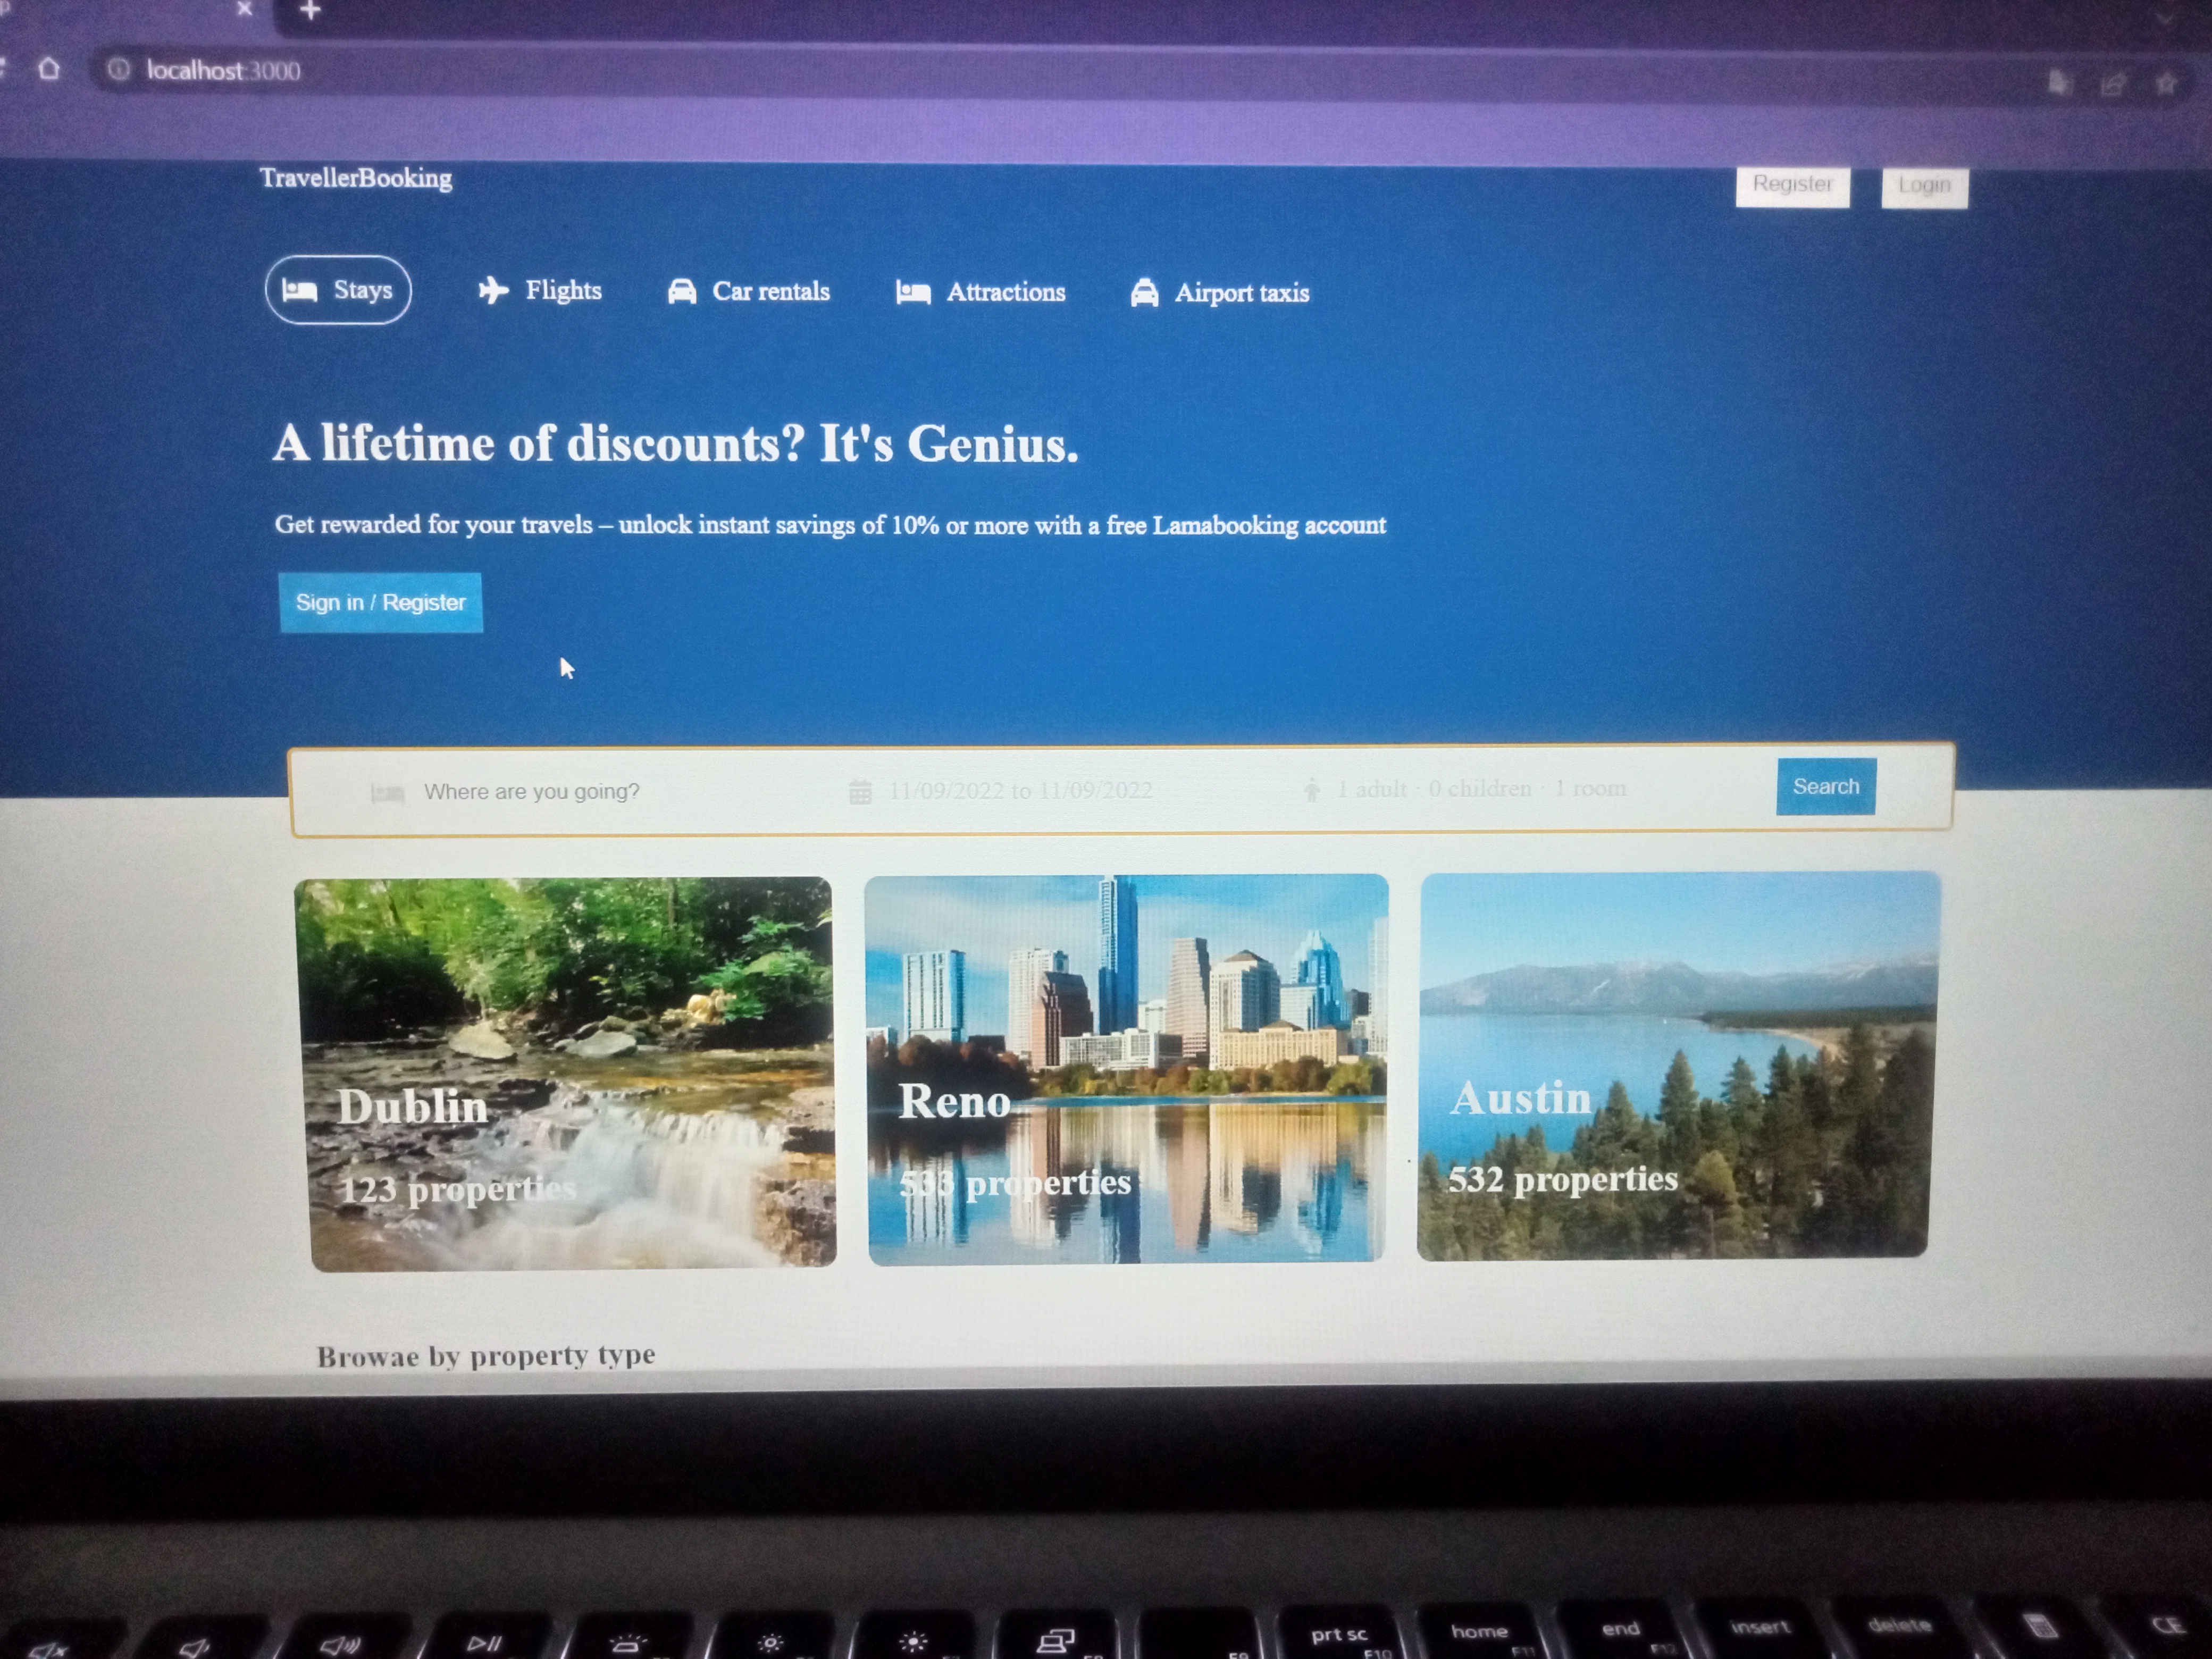 localhost:3000
TravellerBooking
Register Login
Stays Flights Car rentals Attractions Airport taxis
A lifetime of discounts? It's Genius.
Get rewarded for your travels – unlock instant savings of 10% or more with a free Lamabooking account
Sign in / Register
Where are you going? 11/09/2022 to 11/09/2022 1 adult · 0 children · 1 room Search
Dublin Reno Austin
123 properties 533 properties 532 properties
Browae by property type
prt sc home end insert delete CE
F9 F10 F11 F12